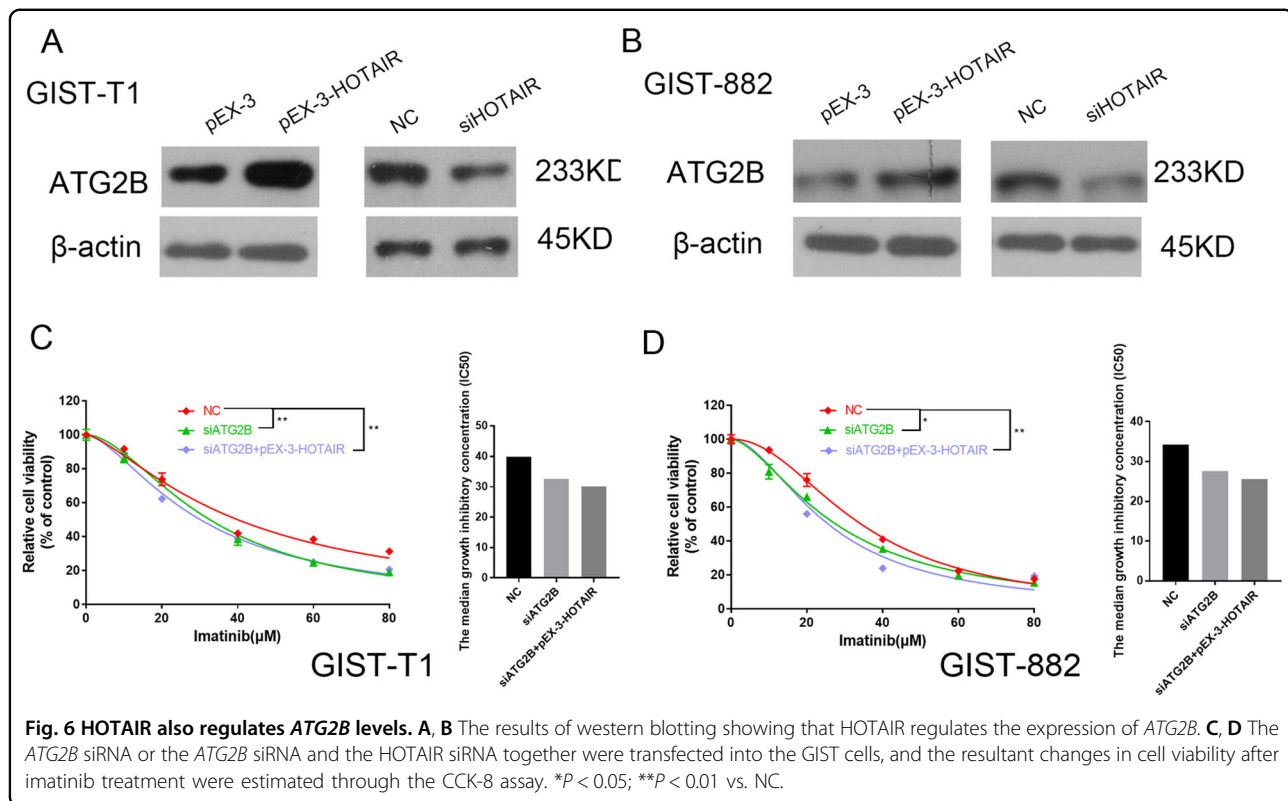 A
GIST-T1
pEX-3
pEX-3-HOTAIR
NC
siHOTAIR
ATG2B
233KD
β-actin
45KD
B
GIST-882
pEX-3
pEX-3-HOTAIR
NC
siHOTAIR
ATG2B
233KD
β-actin
45KD
C
Relative cell viability
(% of control)
120
100
80
60
40
20
0
0 20 40 60 80
Imatinib(μM)
NC
siATG2B
siATG2B+pEX-3-HOTAIR
**
**
The median growth inhibitory concentration (IC50)
50
40
30
20
10
0
NC
siATG2B
siATG2B+pEX-3-HOTAIR
GIST-T1
D
Relative cell viability
(% of control)
120
100
80
60
40
20
0
0 20 40 60 80
Imatinib(μM)
NC
siATG2B
siATG2B+pEX-3-HOTAIR
*
**
The median growth inhibitory concentration (IC50)
40
30
20
10
0
NC
siATG2B
siATG2B+pEX-3-HOTAIR
GIST-882
Fig. 6 HOTAIR also regulates ATG2B levels. A, B The results of western blotting showing that HOTAIR regulates the expression of ATG2B. C, D The
ATG2B siRNA or the ATG2B siRNA and the HOTAIR siRNA together were transfected into the GIST cells, and the resultant changes in cell viability after
imatinib treatment were estimated through the CCK-8 assay. *P < 0.05; **P < 0.01 vs. NC.